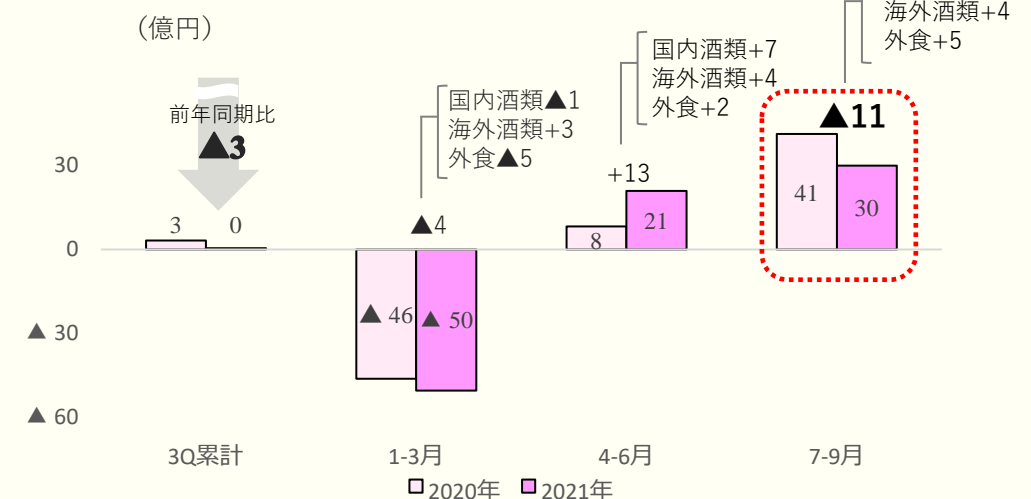 （億円）
前年同期比
▲3
国内酒類▲1
海外酒類+3
外食▲5
国内酒類+7
海外酒類+4
外食+2
海外酒類+4
外食+5
▲4
+13
▲11
30
0
▲ 30
▲ 60
3
0
▲ 46
▲ 50
8
21
41
30
3Q累計
1-3月
4-6月
7-9月
2020年
2021年